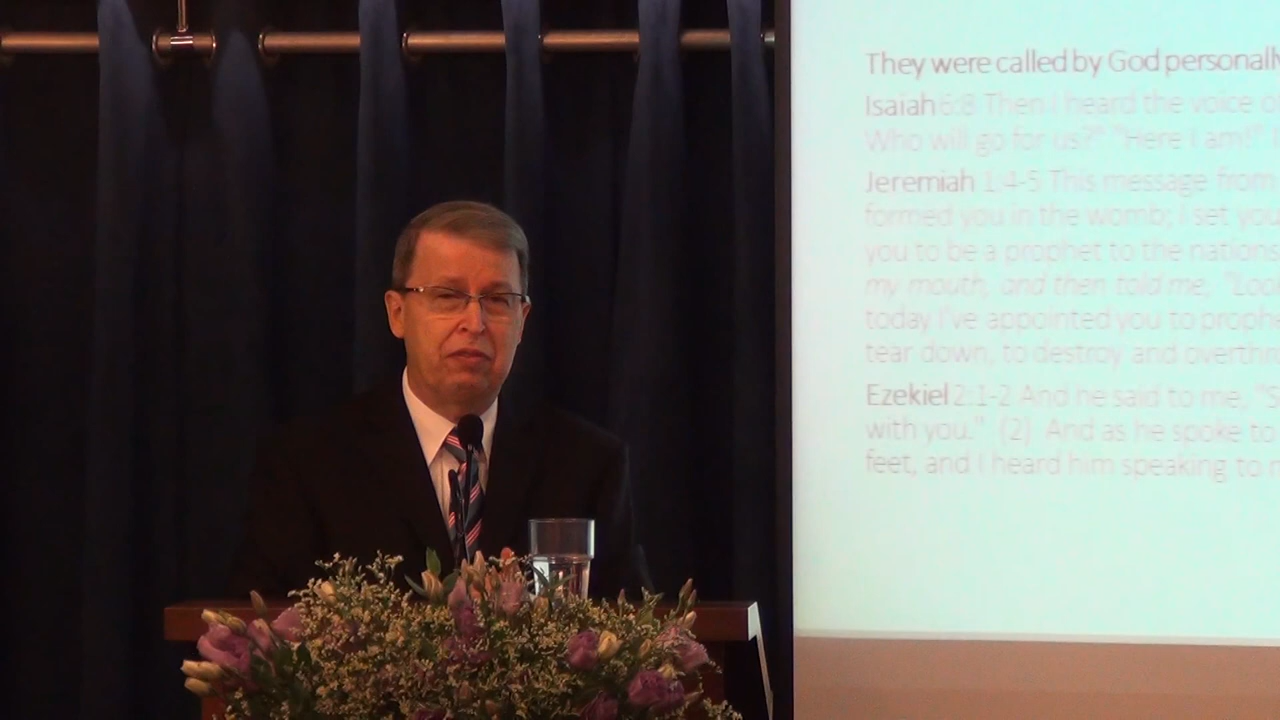 They were called by God personally
Isaiah 6:8 Then I heard the voice o
Who will go for us?" "Here I am!"
Jeremiah 1:4-5 This message from
formed you in the womb; I set you
you to be a prophet to the nations
my mouth, and then told me, "Look
today I've appointed you to prophe
tear down, to destroy and overthr
Ezekiel 2:1-2 And he said to me, "S
with you." (2) And as he spoke to
feet, and I heard him speaking to m